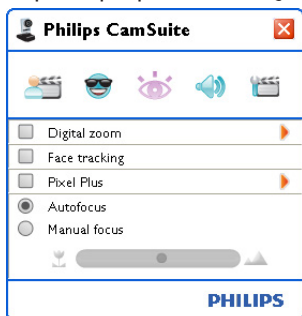 Philips CamSuite
Digital zoom
Face tracking
Pixel Plus
Autofocus
Manual focus
PHILIPS